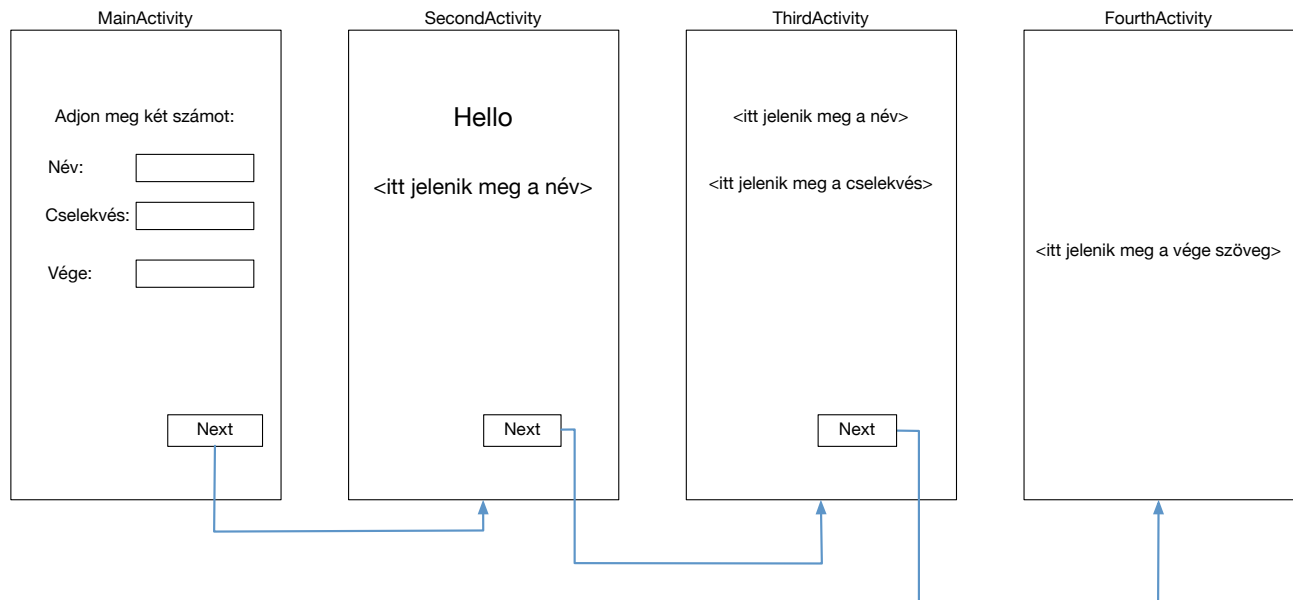 MainActivity
Adjon meg két számot:
Név:
Cselekvés:
Vége:
Next
SecondActivity
Hello
<itt jelenik meg a név>
Next
ThirdActivity
<itt jelenik meg a név>
<itt jelenik meg a cselekvés>
Next
FourthActivity
<itt jelenik meg a vége szöveg>